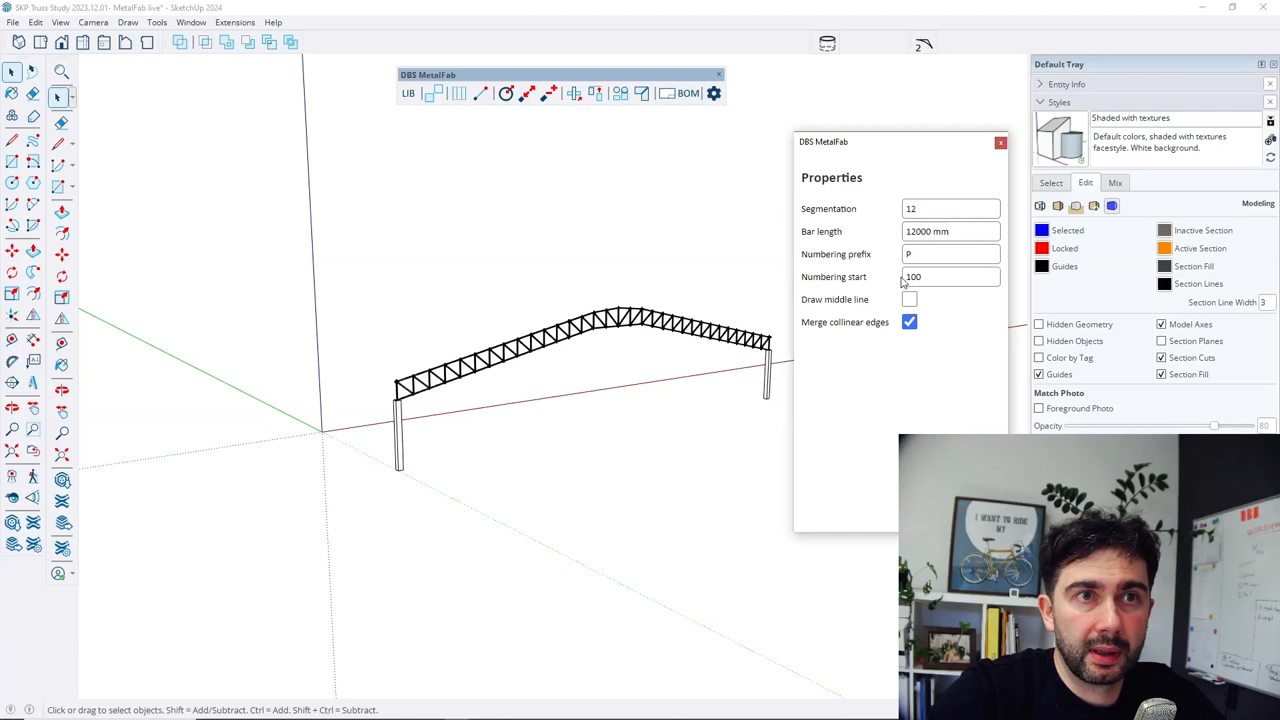 SKP Truss Study 2023.12.01- MetalFab live* - SketchUp 2024
File Edit View Camera Draw Tools Window Extensions Help
2
DBS MetalFab
LIB
BOM
DBS MetalFab
Properties
Segmentation 12
Bar length 12000 mm
Numbering prefix P
Numbering start 100
Draw middle line
Merge collinear edges
Default Tray
Entity Info
Styles
Shaded with textures
Default colors, shaded with textures
facestyle. White background.
Select Edit Mix
Modeling
Selected Inactive Section
Locked Active Section
Guides Section Fill
Section Lines
Section Line Width 3
Hidden Geometry Model Axes
Hidden Objects Section Planes
Color by Tag Section Cuts
Guides Section Fill
Match Photo
Foreground Photo
Opacity 80
I WANT TO RIDE
MY
Click or drag to select objects. Shift = Add/Subtract. Ctrl = Add. Shift + Ctrl = Subtract.